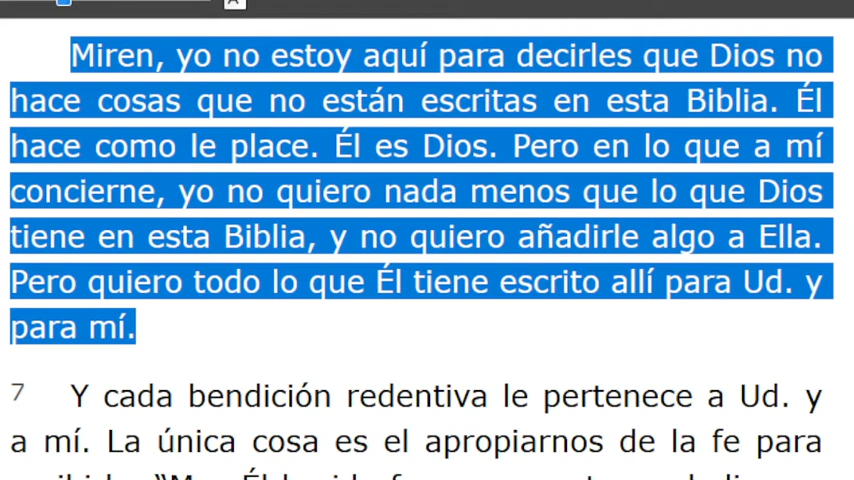 Miren, yo no estoy aquí para decirles que Dios no
hace cosas que no están escritas en esta Biblia. Él
hace como le place. Él es Dios. Pero en lo que a mí
concierne, yo no quiero nada menos que lo que Dios
tiene en esta Biblia, y no quiero añadirle algo a Ella.
Pero quiero todo lo que Él tiene escrito allí para Ud. y
para mí.
7 Y cada bendición redentiva le pertenece a Ud. y
a mí. La única cosa es el apropiarnos de la fe para